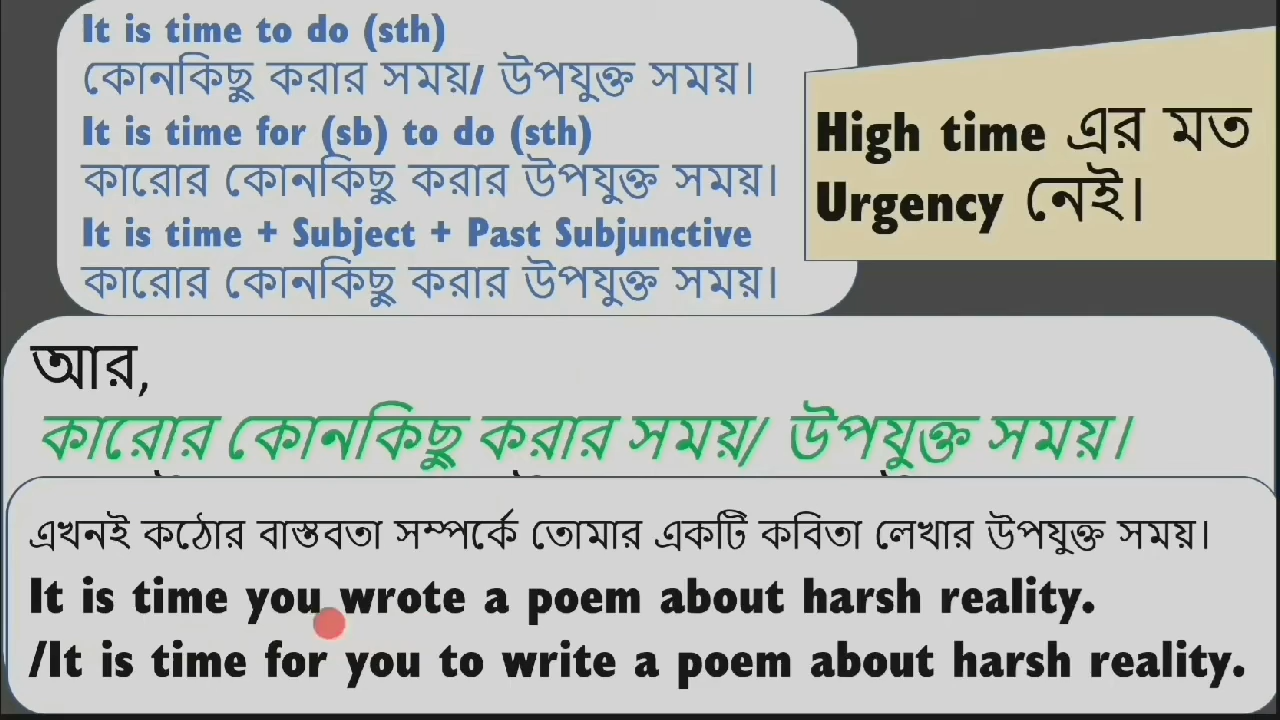 It is time to do (sth)
কোনকিছু করার সময়/ উপযুক্ত সময়।
It is time for (sb) to do (sth)
কারোর কোনকিছু করার উপযুক্ত সময়।
It is time + Subject + Past Subjunctive
কারোর কোনকিছু করার উপযুক্ত সময়।
High time এর মত
Urgency নেই।
আর,
কারোর কোনকিছু করার সময়/ উপযুক্ত সময়।
এখনই কঠোর বাস্তবতা সম্পর্কে তোমার একটি কবিতা লেখার উপযুক্ত সময়।
It is time you wrote a poem about harsh reality.
/It is time for you to write a poem about harsh reality.